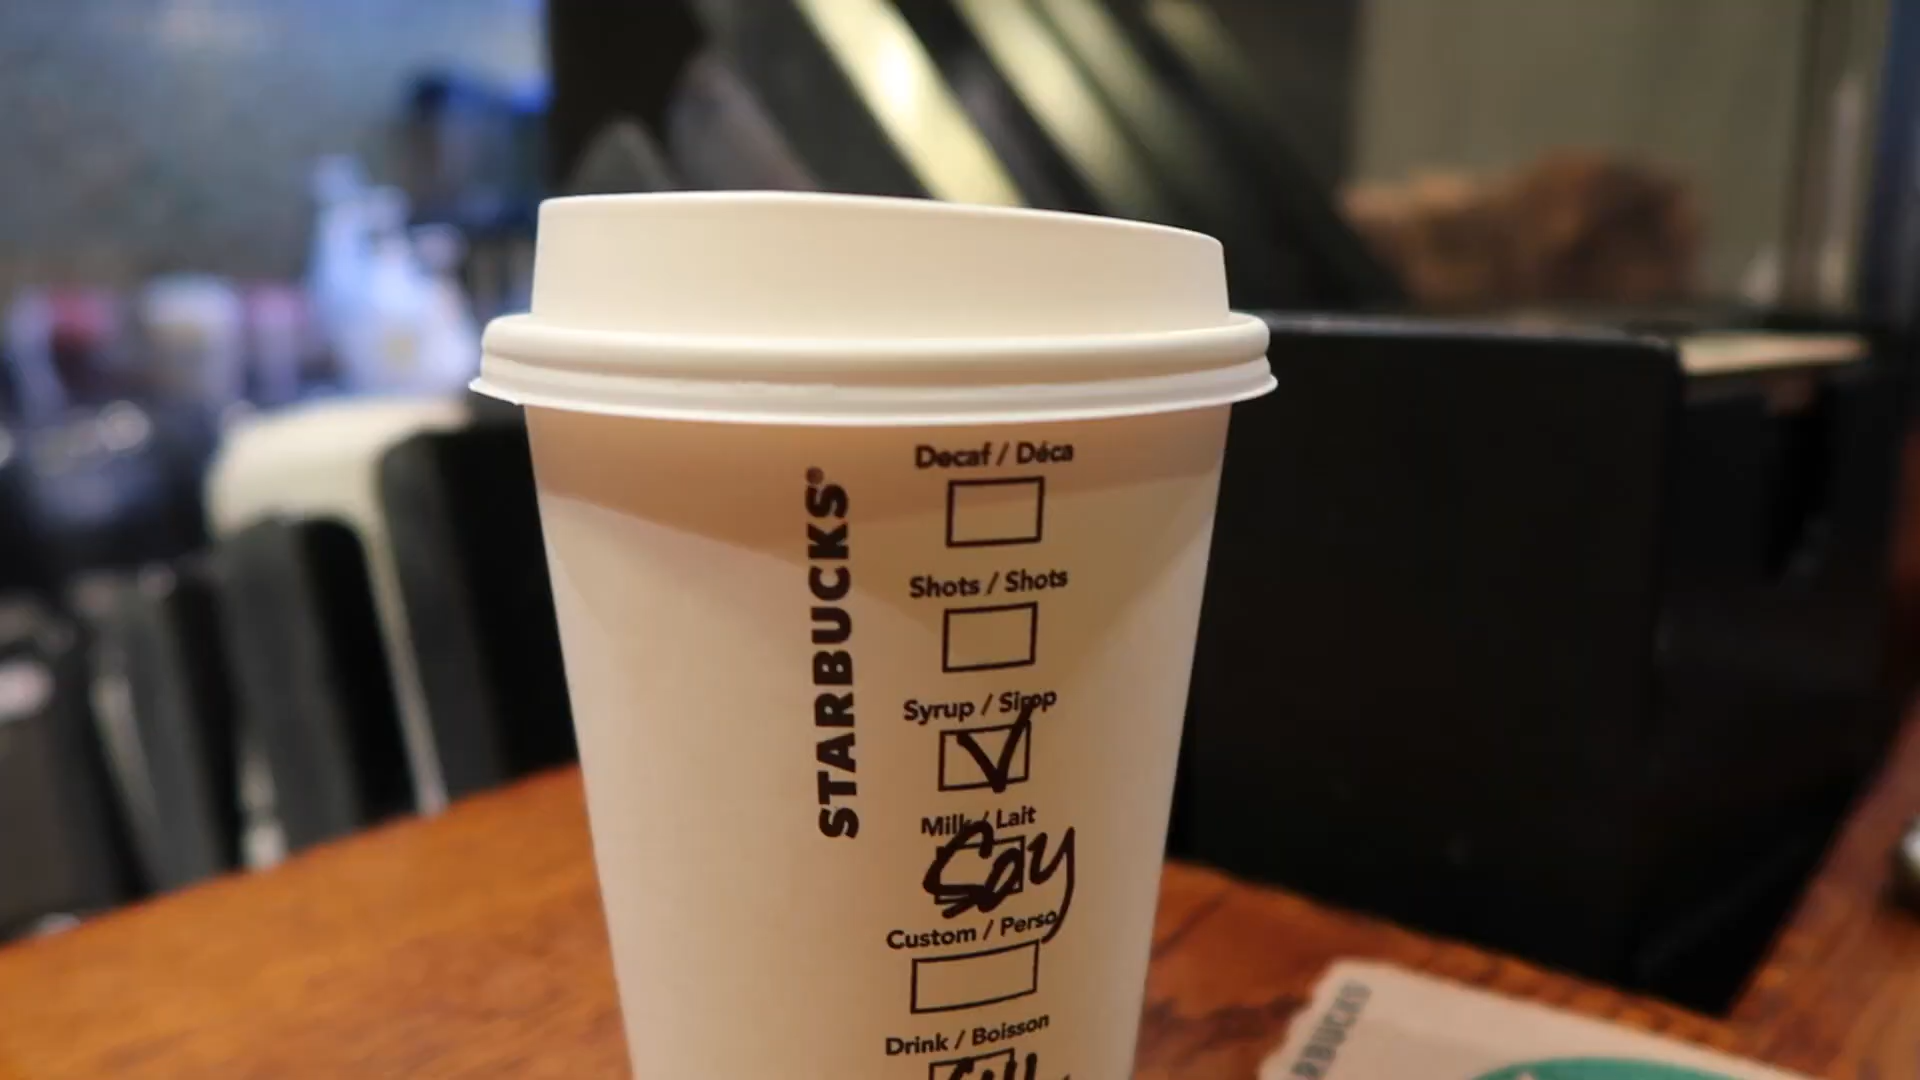 STARBUCKS®
Decaf / Déca
Shots / Shots
Syrup / Sirop
Milk / Lait
Soy
Custom / Perso
Drink / Boisson